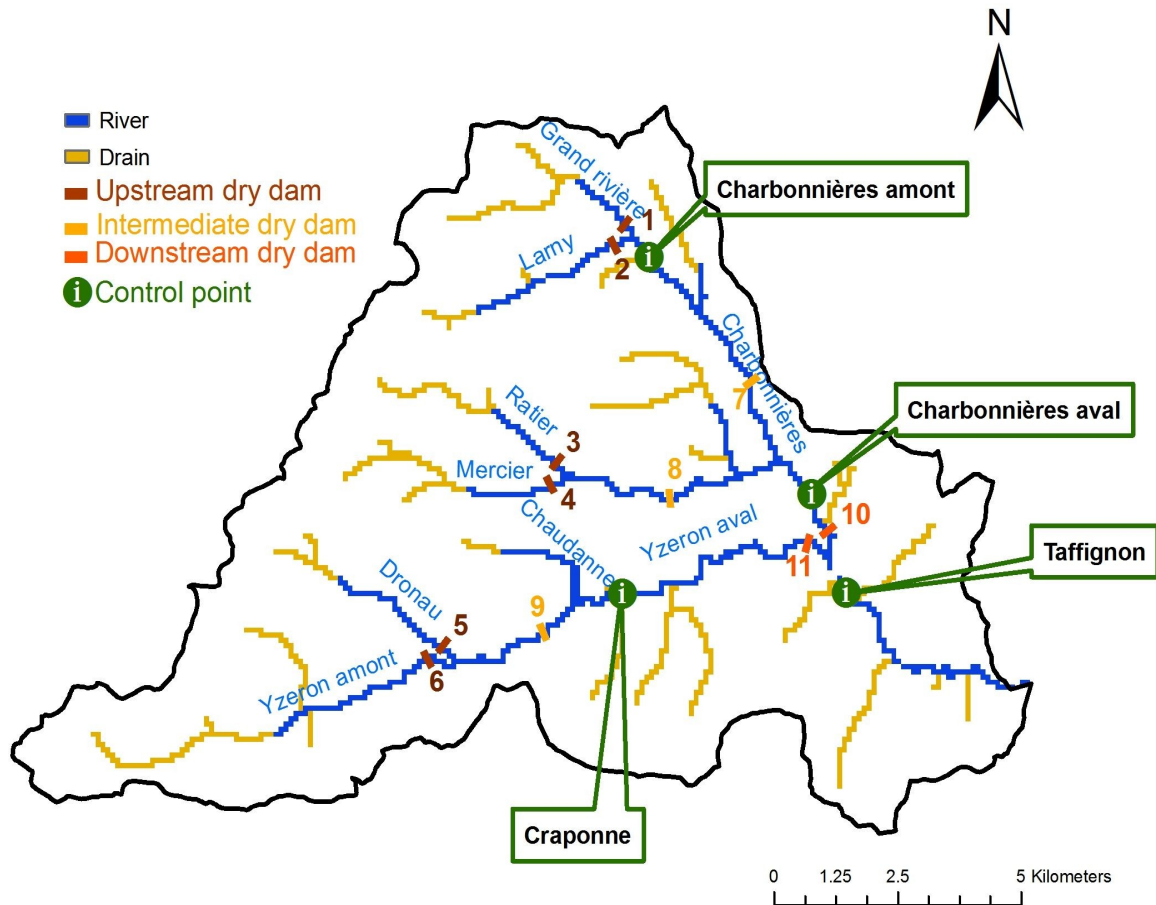 N
River
Drain
Upstream dry dam
Intermediate dry dam
Downstream dry dam
i Control point
Grand rivière
1
Charbonnières amont
Larny
2
i
Charbonnières
7
Charbonnières aval
Ratier
3
Mercier
4
8
i
10
Chaudanne
Yzeron aval
11
Taffignon
Dronau
9
i
i
5
Yzeron amont
6
Craponne
0 1.25 2.5 5 Kilometers